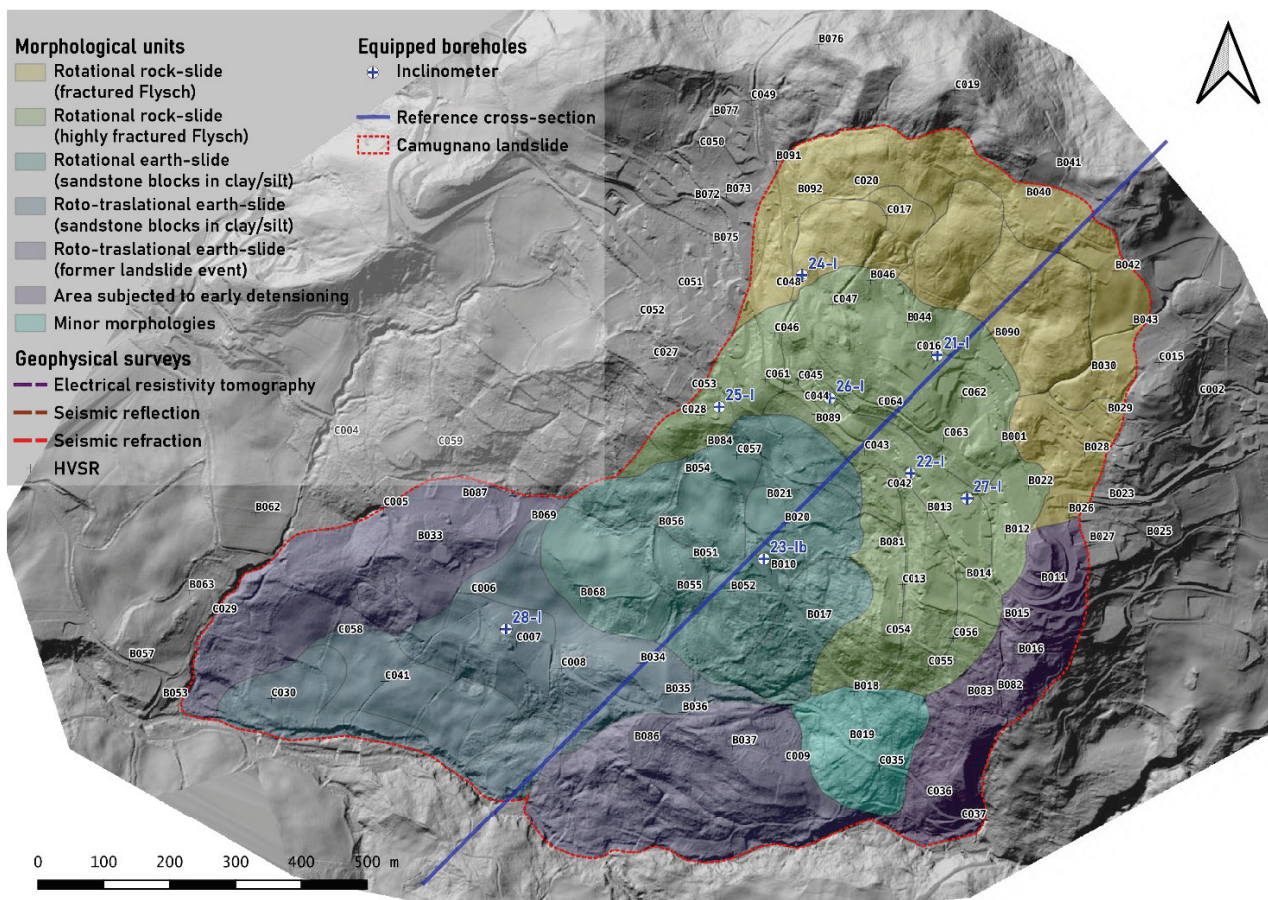 Morphological units
Rotational rock-slide
(fractured Flysch)
Rotational rock-slide
(highly fractured Flysch)
Rotational earth-slide
(sandstone blocks in clay/silt)
Roto-traslational earth-slide
(sandstone blocks in clay/silt)
Roto-traslational earth-slide
(former landslide event)
Area subjected to early detensioning
Minor morphologies
Geophysical surveys
Electrical resistivity tomography
Seismic reflection
Seismic refraction
HVSR
Equipped boreholes
Inclinometer
Reference cross-section
Camugnano landslide
B076
C019
C049
B077
C050
B091
B041
B072
B073
B092
C020
B040
C017
B075
B042
24-I
C048
B046
C051
C047
C052
B044
B043
C046
B090
C027
C016
21-I
C015
C053
C061
C045
B030
C002
25-I
26-I
C044
C062
C028
C064
B029
B089
C004
C059
B084
C057
C043
C063
B001
B028
B054
22-I
C042
B022
B087
B021
27-I
B023
C005
B062
B013
B026
B069
B056
B020
B012
B025
B033
B027
B081
B051
23-Ib
B010
B014
B011
B063
C006
B068
B055
B052
C013
C029
B017
B015
28-I
C058
C007
C054
C056
B016
B057
B034
C008
C055
B053
C030
C041
B035
B018
B083
B082
B036
B086
B037
B019
C009
C035
C036
C037
0 100 200 300 400 500 m